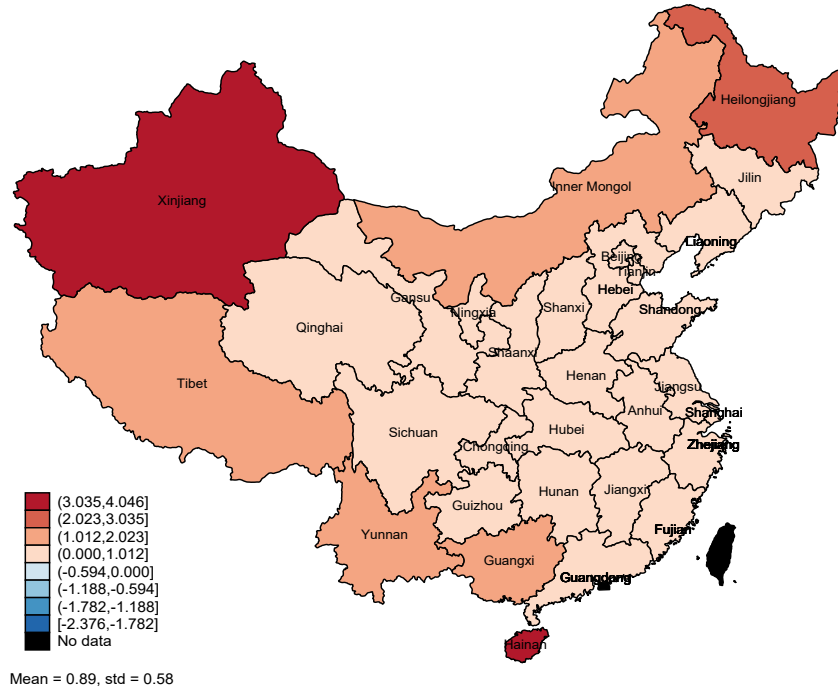 Heilongjiang
Jilin
Xinjiang
Inner Mongol
Liaoning
Beijing
Tianjin
Hebei
Gansu
Ningxia
Shanxi
Shandong
Qinghai
Shaanxi
Henan
Tibet
Jiangsu
Anhui
Shanghai
Sichuan
Hubei
Chongqing
Zhejiang
Guizhou
Hunan
Jiangxi
Yunnan
Fujian
Guangxi
Guangdong
Hainan
(3.035,4.046]
(2.023,3.035]
(1.012,2.023]
(0.000,1.012]
(-0.594,0.000]
(-1.188,-0.594]
(-1.782,-1.188]
[-2.376,-1.782]
No data
Mean = 0.89, std = 0.58